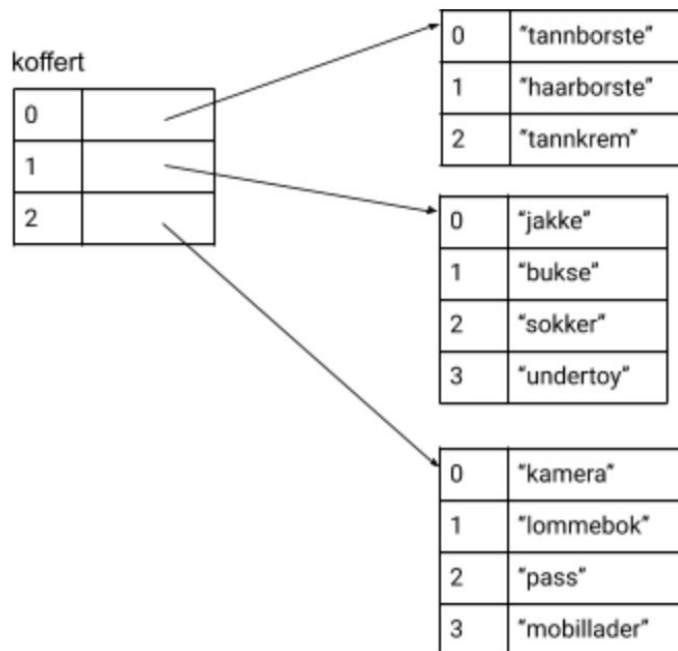 koffert
0
1
2
0 "tannborste"
1 "haarborste"
2 "tannkrem"
0 "jakke"
1 "bukse"
2 "sokker"
3 "undertoy"
0 "kamera"
1 "lommebok"
2 "pass"
3 "mobillader"